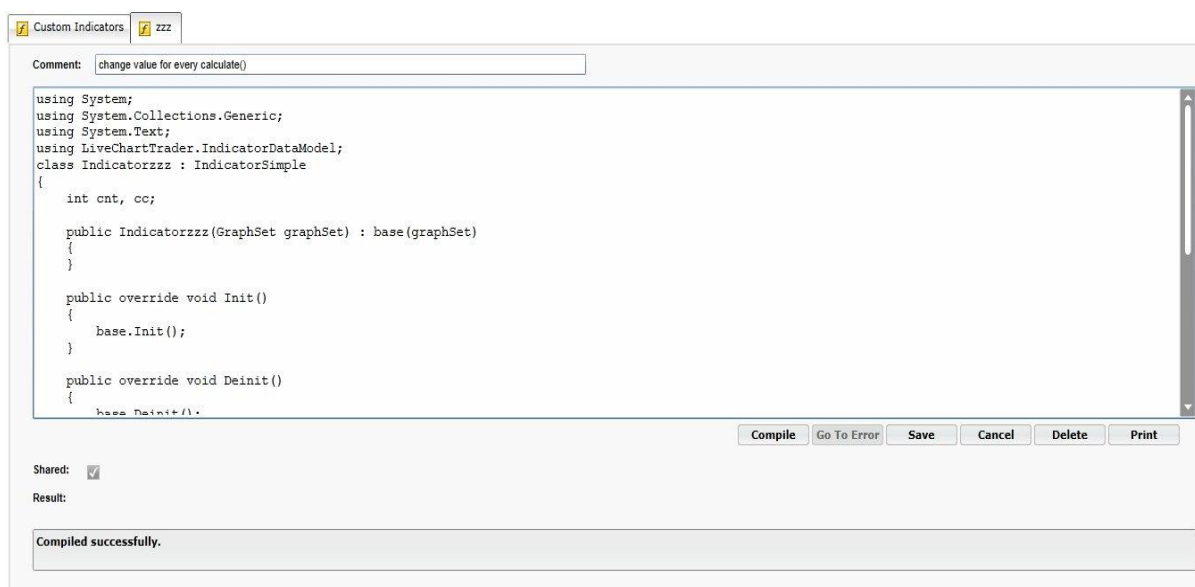 Custom Indicators zzz
Comment: change value for every calculate()
using System;
using System.Collections.Generic;
using System.Text;
using LiveChartTrader.IndicatorDataModel;
class Indicatorzzz : IndicatorSimple
{
    int cnt, cc;
    public Indicatorzzz(GraphSet graphSet) : base(graphSet)
    {
    }
    public override void Init()
    {
        base.Init();
    }
    public override void Deinit()
    {
        base.Deinit();
Compile Go To Error Save Cancel Delete Print
Shared:
Result:
Compiled successfully.